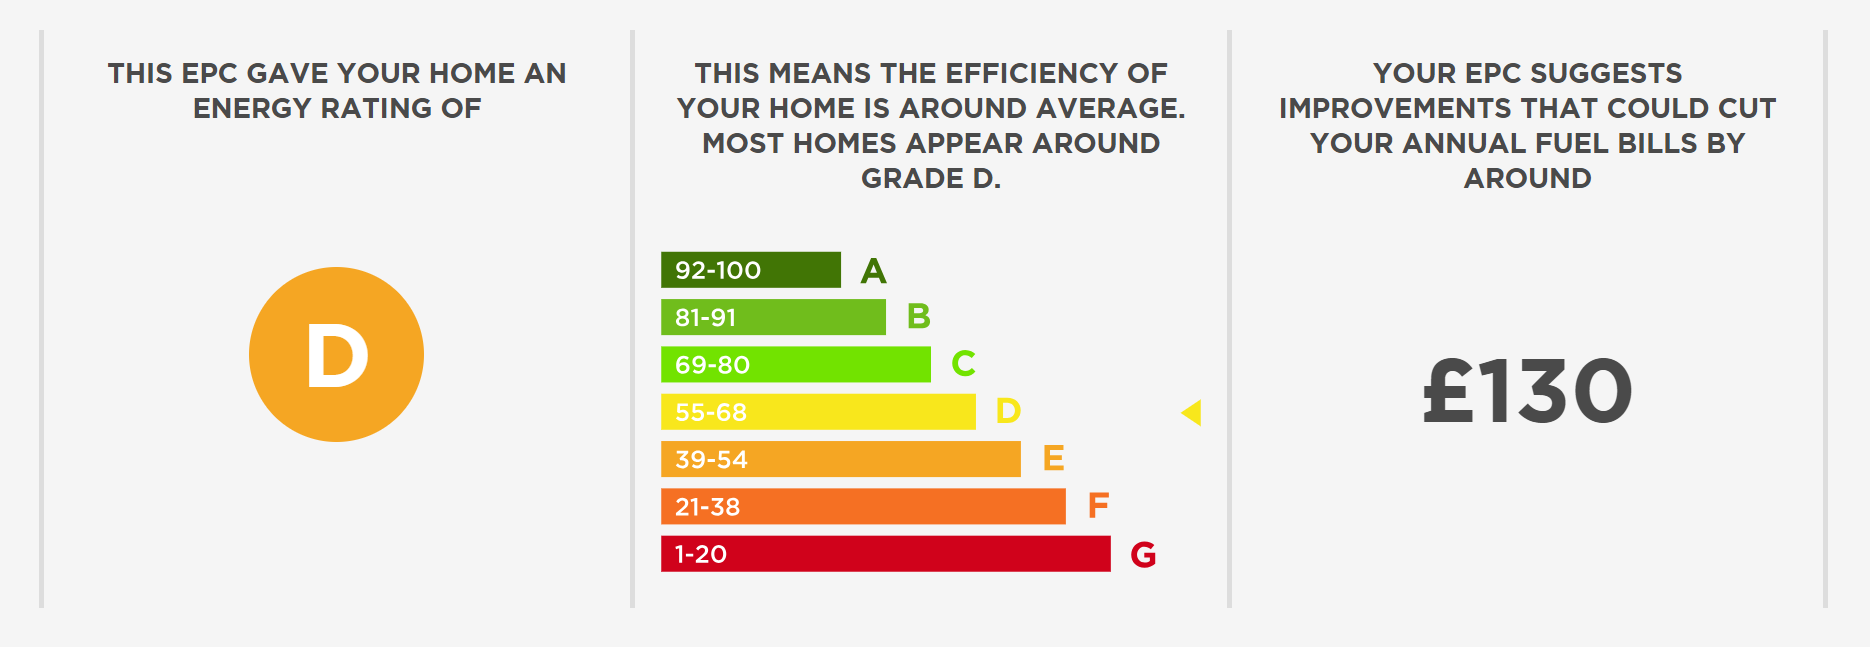 THIS EPC GAVE YOUR HOME AN
ENERGY RATING OF
D
THIS MEANS THE EFFICIENCY OF
YOUR HOME IS AROUND AVERAGE.
MOST HOMES APPEAR AROUND
GRADE D.
92-100 A
81-91 B
69-80 C
55-68 D
39-54 E
21-38 F
1-20 G
YOUR EPC SUGGESTS
IMPROVEMENTS THAT COULD CUT
YOUR ANNUAL FUEL BILLS BY
AROUND
£130